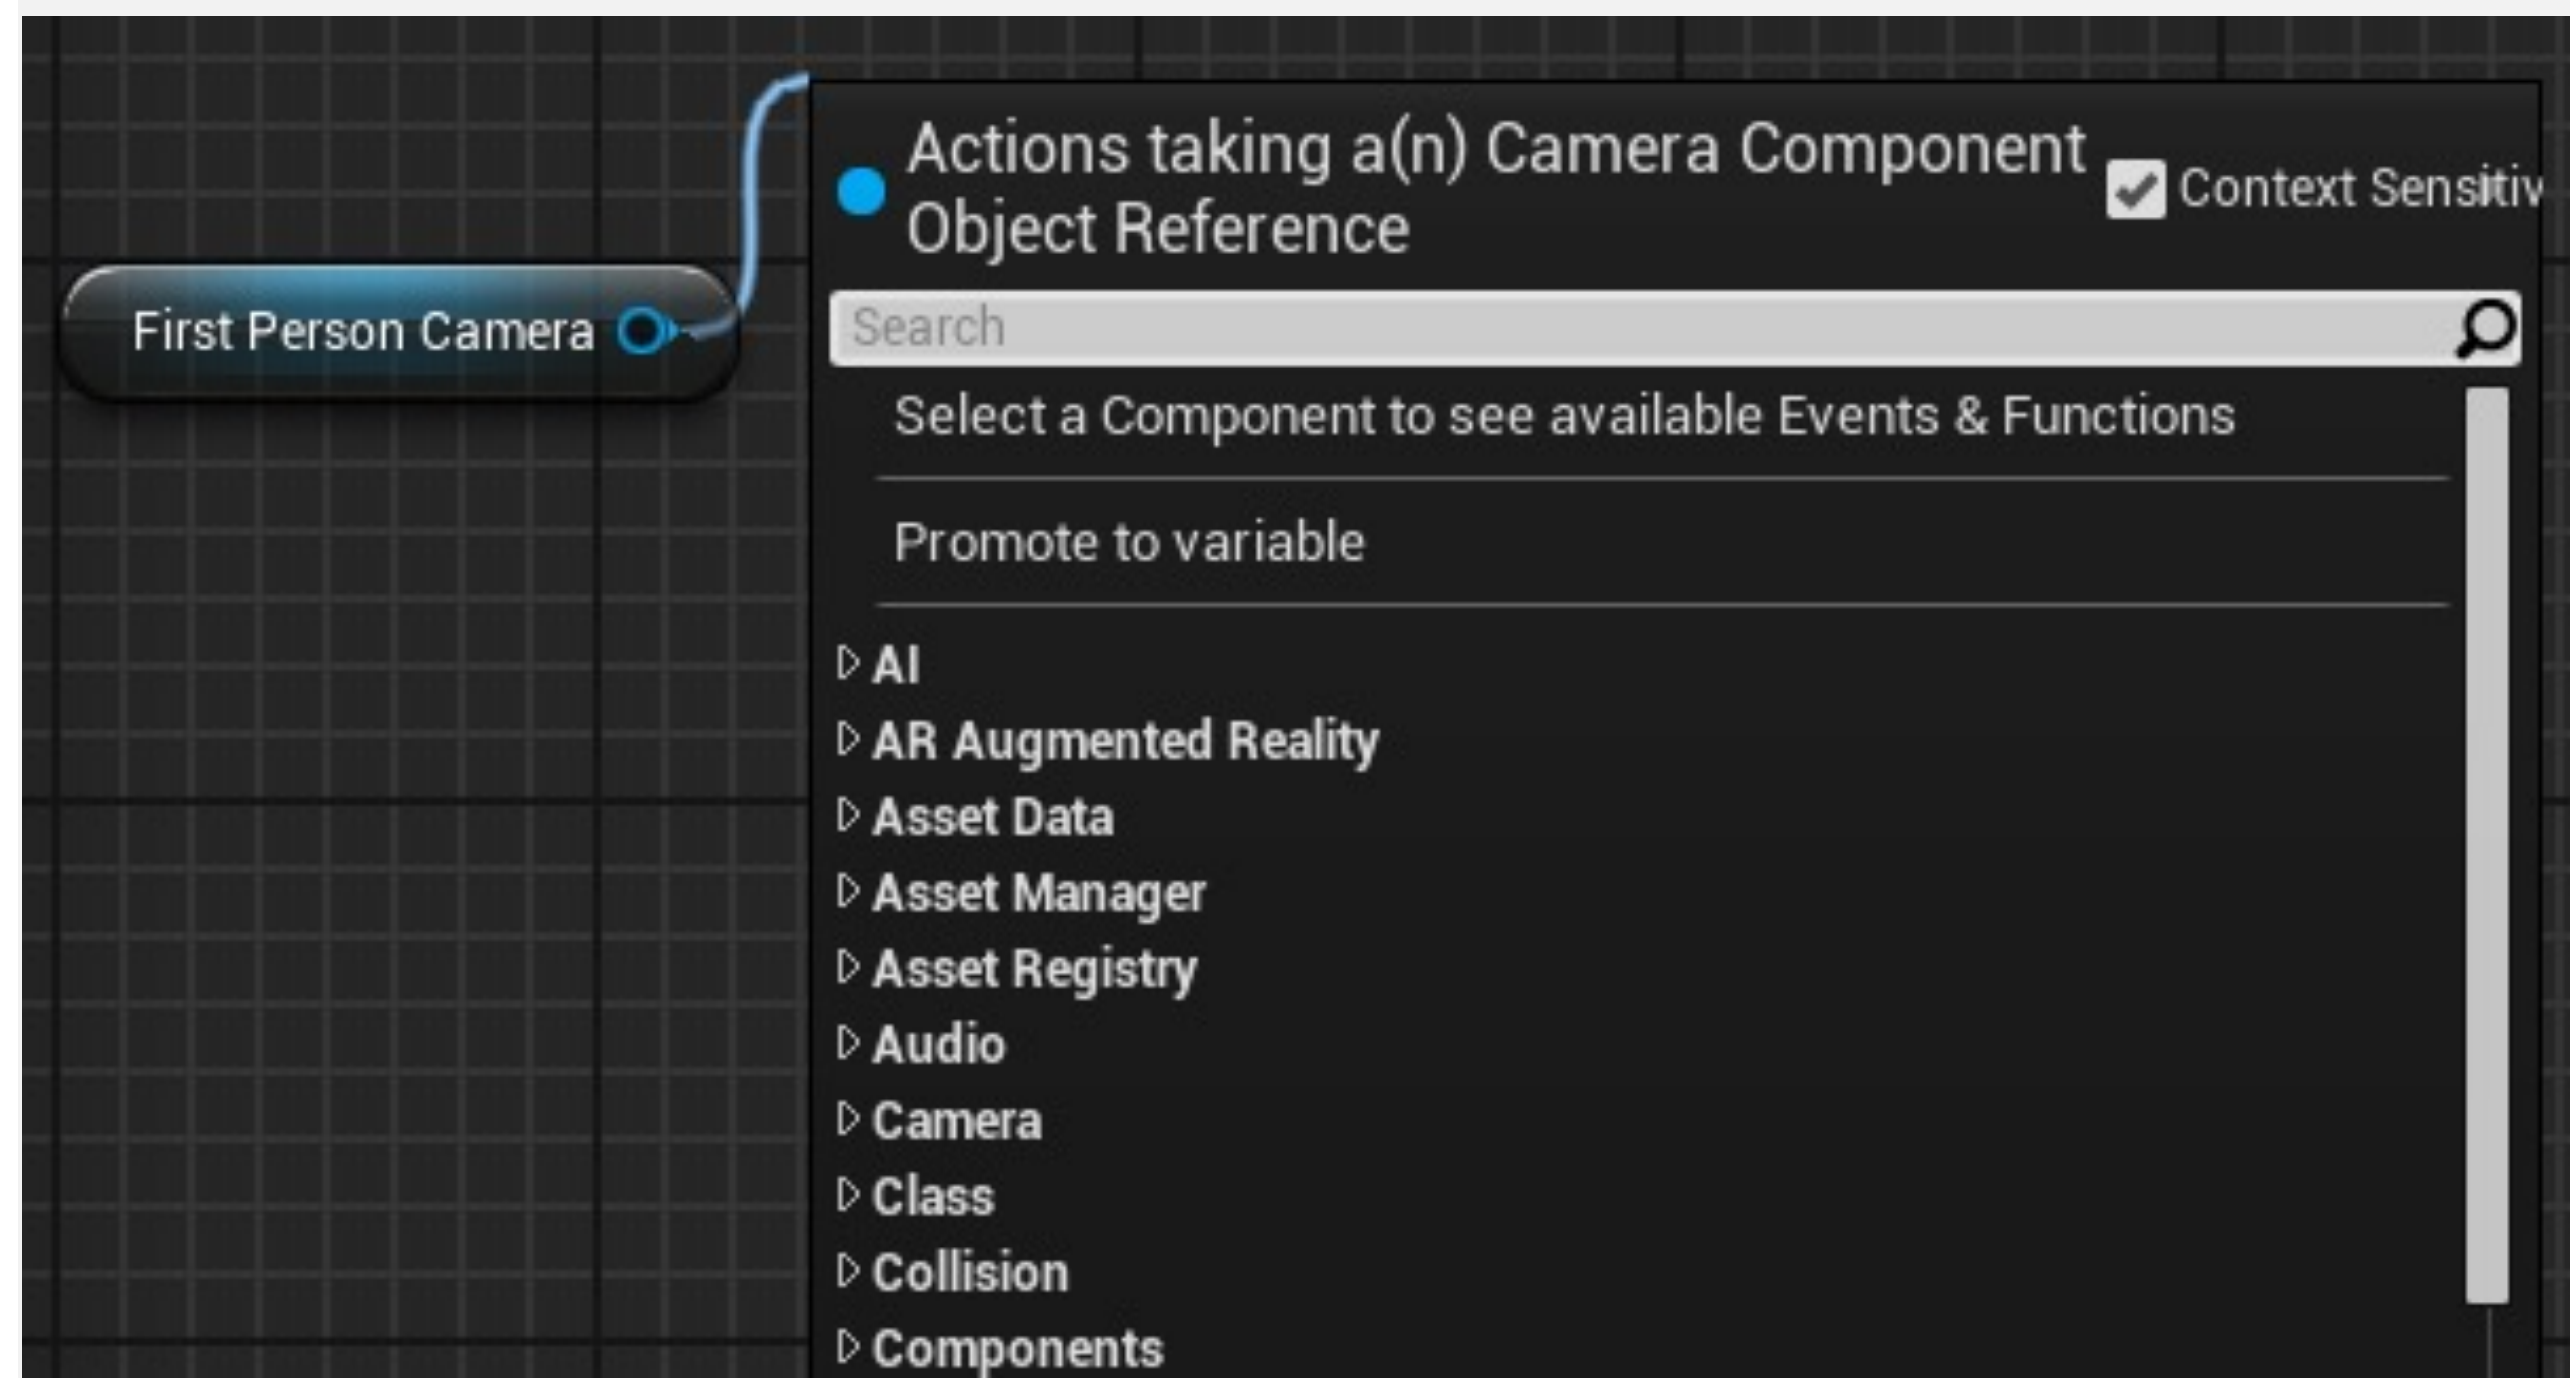 Actions taking a(n) Camera Component
Object Reference
Context Sensitiv
First Person Camera
Search
Select a Component to see available Events & Functions
Promote to variable
AI
AR Augmented Reality
Asset Data
Asset Manager
Asset Registry
Audio
Camera
Class
Collision
Components